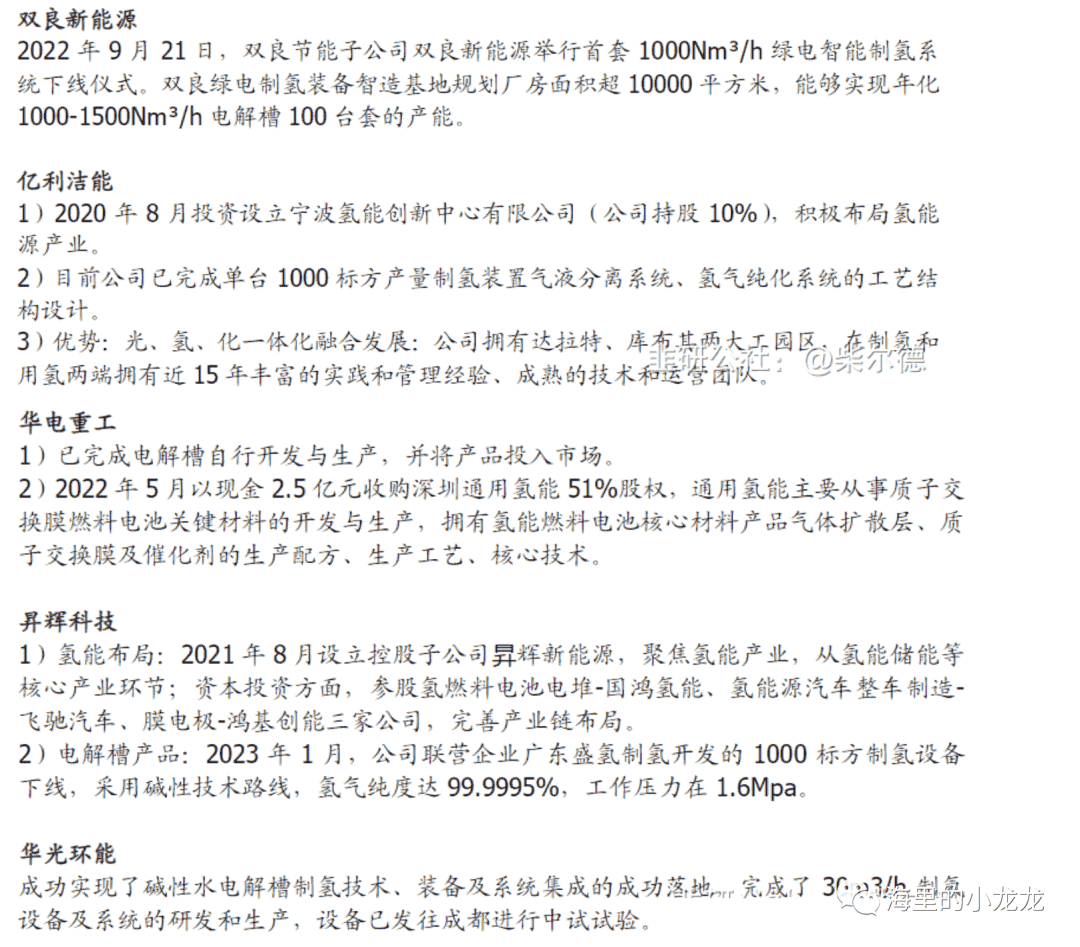 双良新能源
2022 年 9 月 21 日，双良节能子公司双良新能源举行首套 1000Nm³/h 绿电智能制氢系
统下线仪式。双良绿电制氢装备智造基地规划厂房面积超 10000 平方米，能够实现年化
1000-1500Nm³/h 电解槽 100 台套的产能。
亿利洁能
1）2020 年 8 月投资设立宁波氢能创新中心有限公司（公司持股 10%），积极布局氢能
源产业。
2）目前公司已完成单台 1000 标方产量制氢装置气液分离系统、氢气纯化系统的工艺结
构设计。
3）优势：光、氢、化一体化融合发展：公司拥有达拉特、库布其两大工园区，在制氢和
韭研公社：@柴尔德
用氢两端拥有近 15 年丰富的实践和管理经验、成熟的技术和运营团队。
华电重工
1）已完成电解槽自行开发与生产，并将产品投入市场。
2）2022 年 5 月以现金 2.5 亿元收购深圳通用氢能 51%股权，通用氢能主要从事质子交
换膜燃料电池关键材料的开发与生产，拥有氢能燃料电池核心材料产品气体扩散层、质
子交换膜及催化剂的生产配方、生产工艺、核心技术。
昇辉科技
1）氢能布局：2021 年 8 月设立控股子公司昇辉新能源，聚焦氢能产业，从氢能储能等
核心产业环节；资本投资方面，参股氢燃料电池电堆-国鸿氢能、氢能源汽车整车制造-
飞驰汽车、膜电极-鸿基创能三家公司，完善产业链布局。
2）电解槽产品：2023 年 1 月，公司联营企业广东盛氢制氢开发的 1000 标方制氢设备
下线，采用碱性技术路线，氢气纯度达 99.9995%，工作压力在 1.6Mpa。
华光环能
成功实现了碱性水电解槽制氢技术、装备及系统集成的成功落地，完成了 30m3/h 制氢
设备及系统的研发和生产，设备已发往成都进行中试试验。
海里的小龙龙